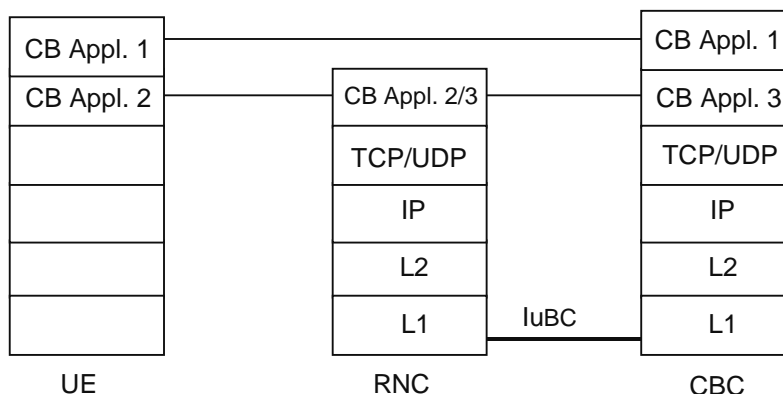 CB Appl. 1
CB Appl. 1
CB Appl. 2
CB Appl. 2/3
CB Appl. 3
TCP/UDP
TCP/UDP
IP
IP
L2
L2
L1
IuBC
L1
UE
RNC
CBC